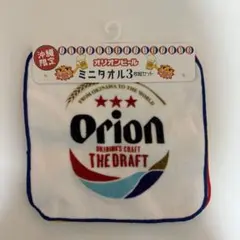 沖縄
限定
オリオンビール
ミニタオル3枚組セット
FROM OKINAWA TO THE WORLD
Orion
OKINAWA'S CRAFT
THE DRAFT